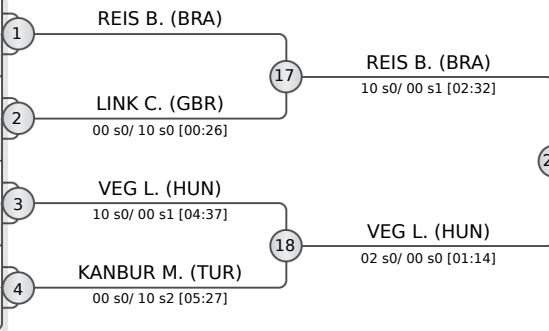 REIS B. (BRA)
1
17
REIS B. (BRA)
10 s0/ 00 s1 [02:32]
LINK C. (GBR)
2
00 s0/ 10 s0 [00:26]
VEG L. (HUN)
3
10 s0/ 00 s1 [04:37]
18
VEG L. (HUN)
02 s0/ 00 s0 [01:14]
KANBUR M. (TUR)
4
00 s0/ 10 s2 [05:27]